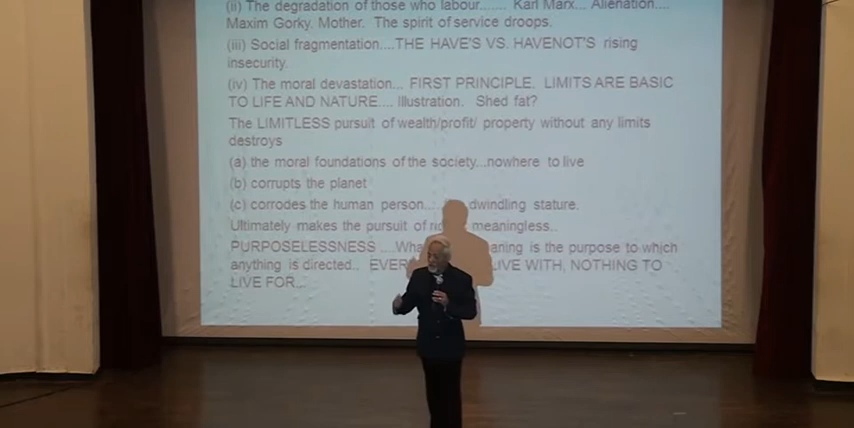 (ii) The degradation of those who labour....... Karl Marx... Alienation....
Maxim Gorky. Mother. The spirit of service droops.
(iii) Social fragmentation....THE HAVE'S VS. HAVENOT'S rising
insecurity.
(iv) The moral devastation... FIRST PRINCIPLE. LIMITS ARE BASIC
TO LIFE AND NATURE.... Illustration. Shed fat?
The LIMITLESS pursuit of wealth/profit/ property without any limits
destroys
(a) the moral foundations of the society...nowhere to live
(b) corrupts the planet
(c) corrodes the human person... dwindling stature.
Ultimately makes the pursuit of meaningless..
PURPOSELESSNESS .... is the purpose to which
anything is directed.. LIVE WITH, NOTHING TO
LIVE FOR...